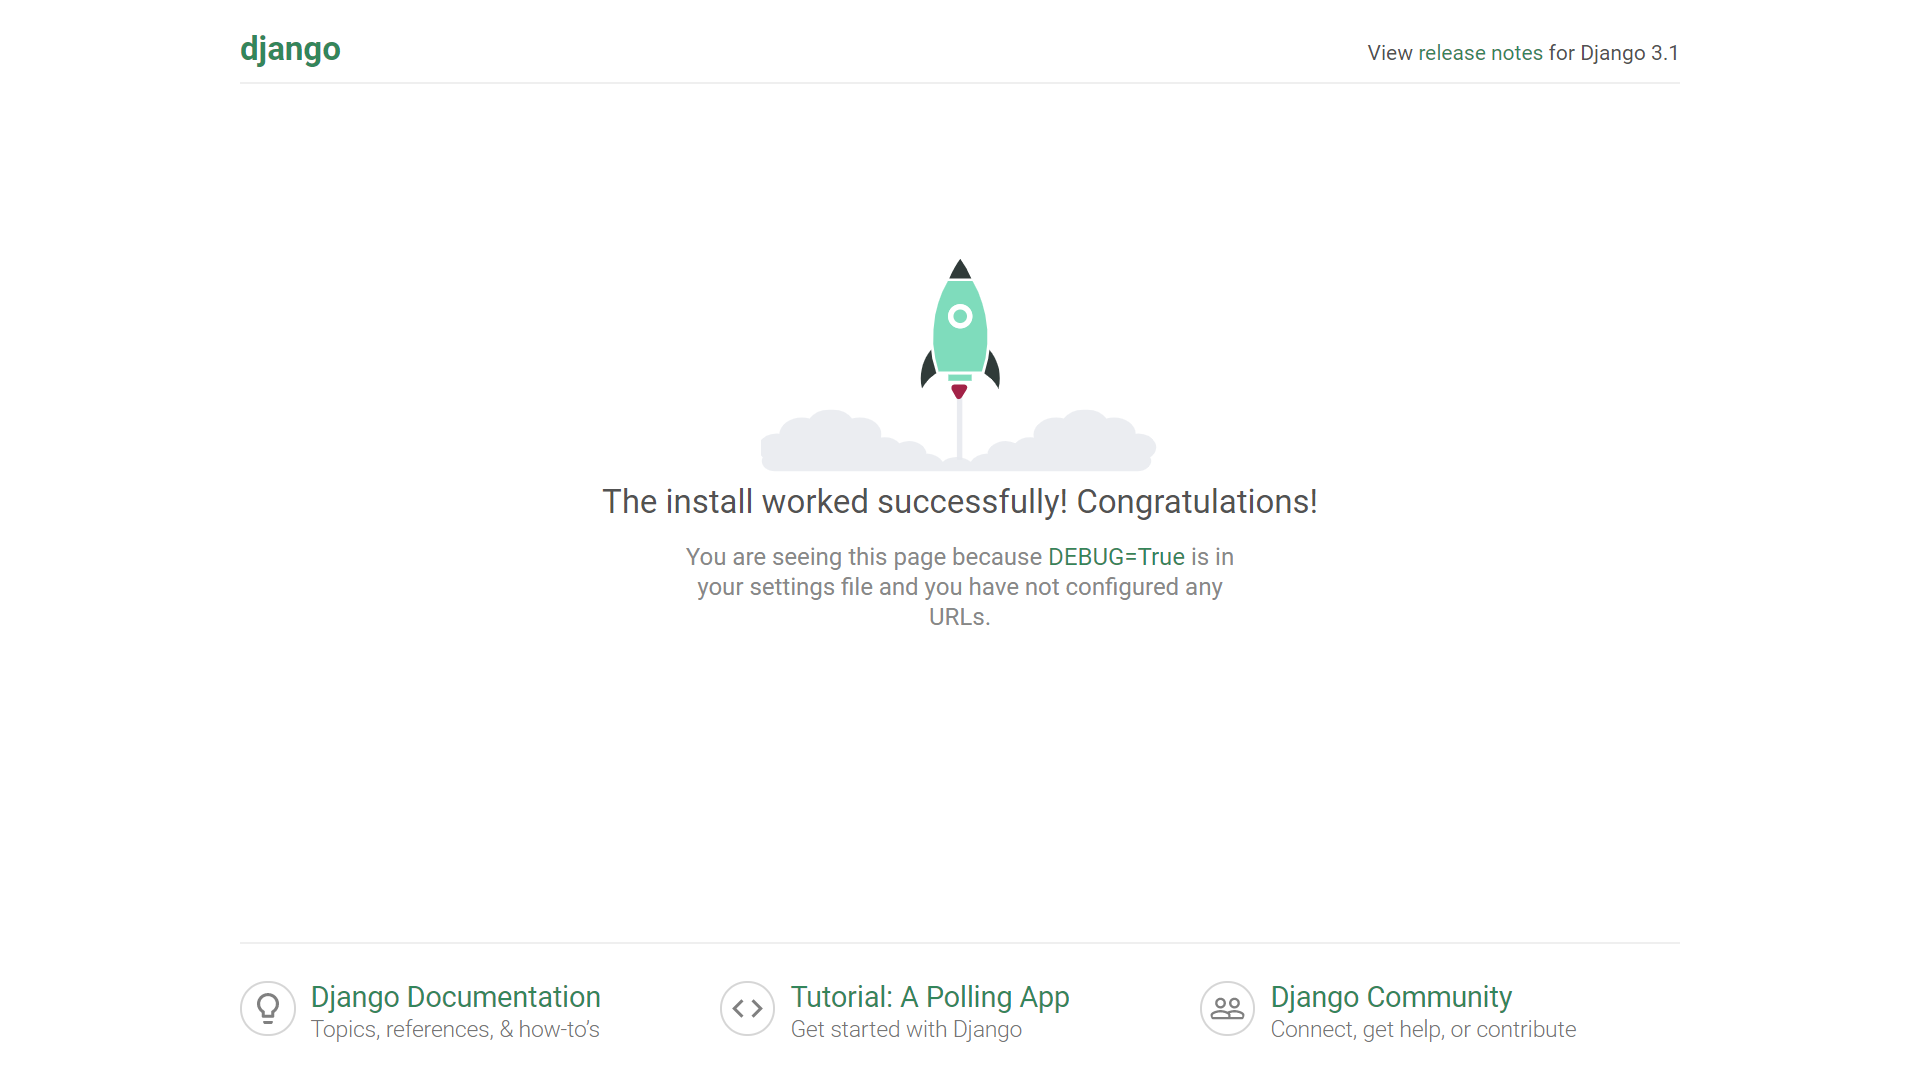 django
View release notes for Django 3.1
The install worked successfully! Congratulations!
You are seeing this page because DEBUG=True is in
your settings file and you have not configured any
URLs.
Django Documentation
Topics, references, & how-to’s
Tutorial: A Polling App
Get started with Django
Django Community
Connect, get help, or contribute